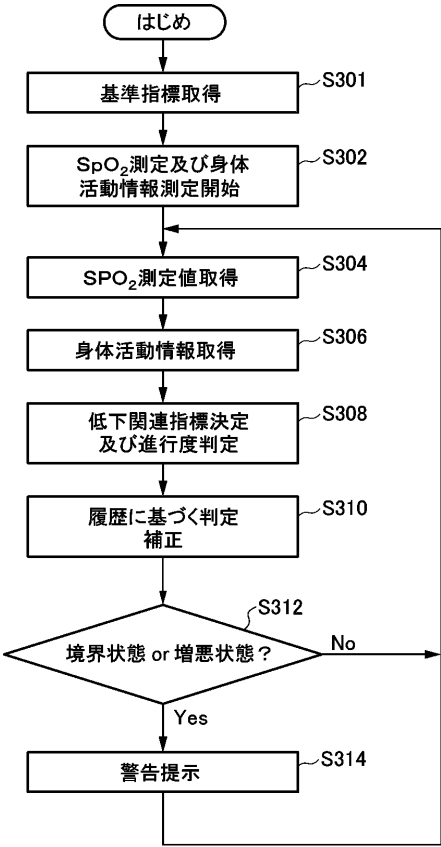 はじめ
基準指標取得
S301
SpO₂測定及び身体
活動情報測定開始
S302
SPO₂測定値取得
S304
身体活動情報取得
S306
低下関連指標決定
及び進行度判定
S308
履歴に基づく判定
補正
S310
S312
境界状態 or 増悪状態？
No
Yes
警告提示
S314